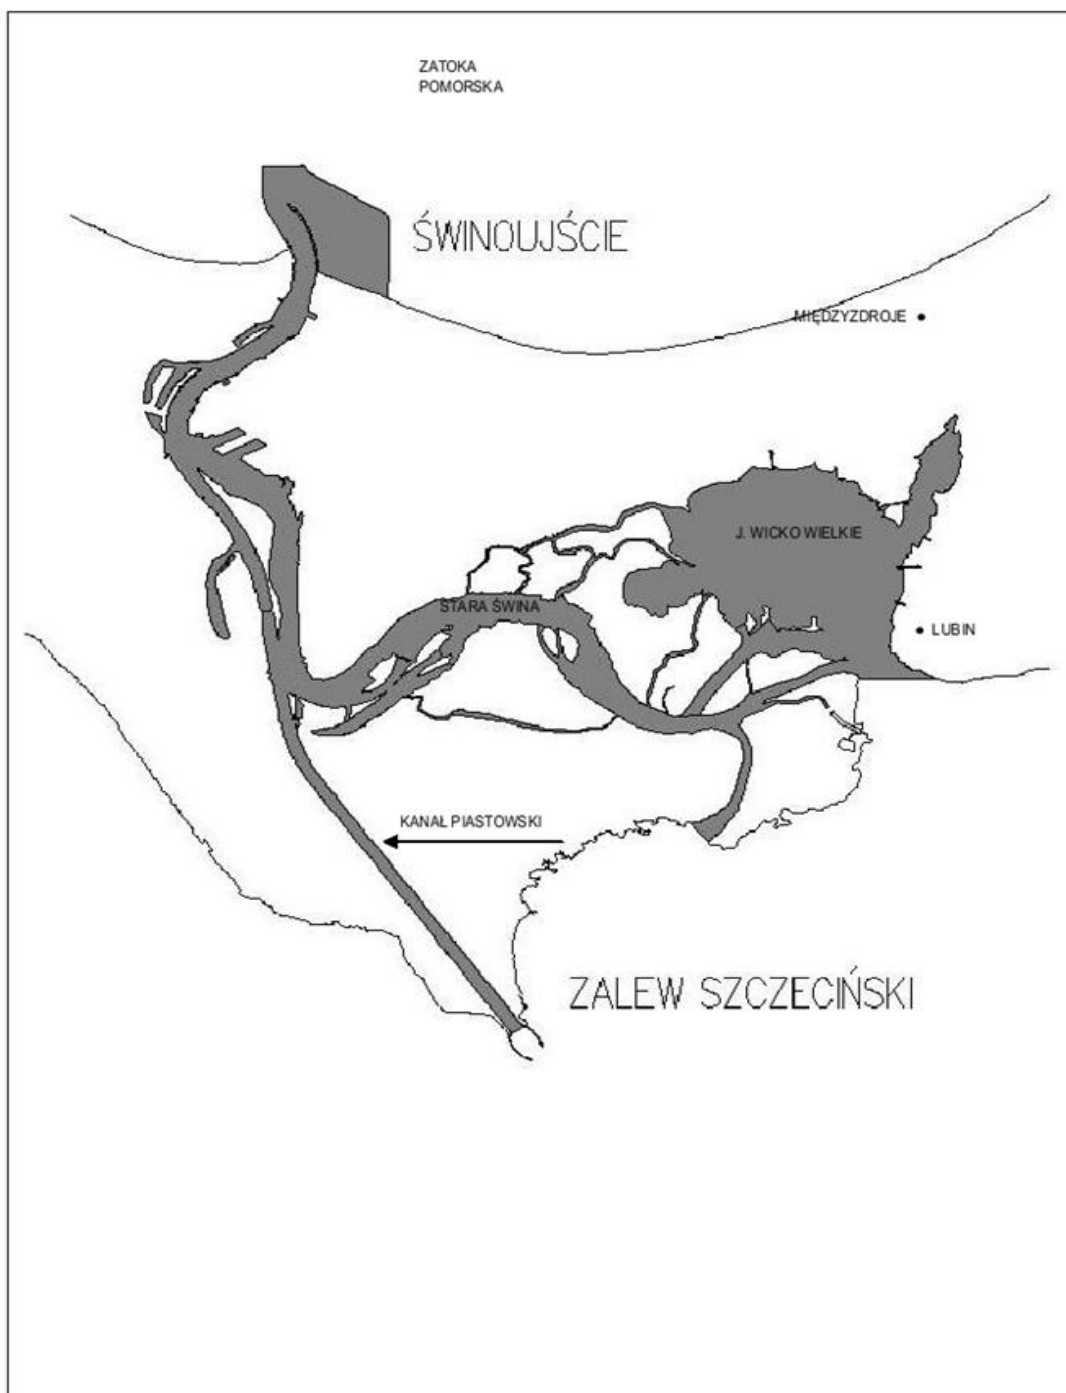 ZATOKA
POMORSKA
ŚWINOUJŚCIE
MIĘDZYZDROJE
J. WICKO WIELKIE
STARA ŚWINA
LUBIN
KANAŁ PIASTOWSKI
ZALEW SZCZECIŃSKI